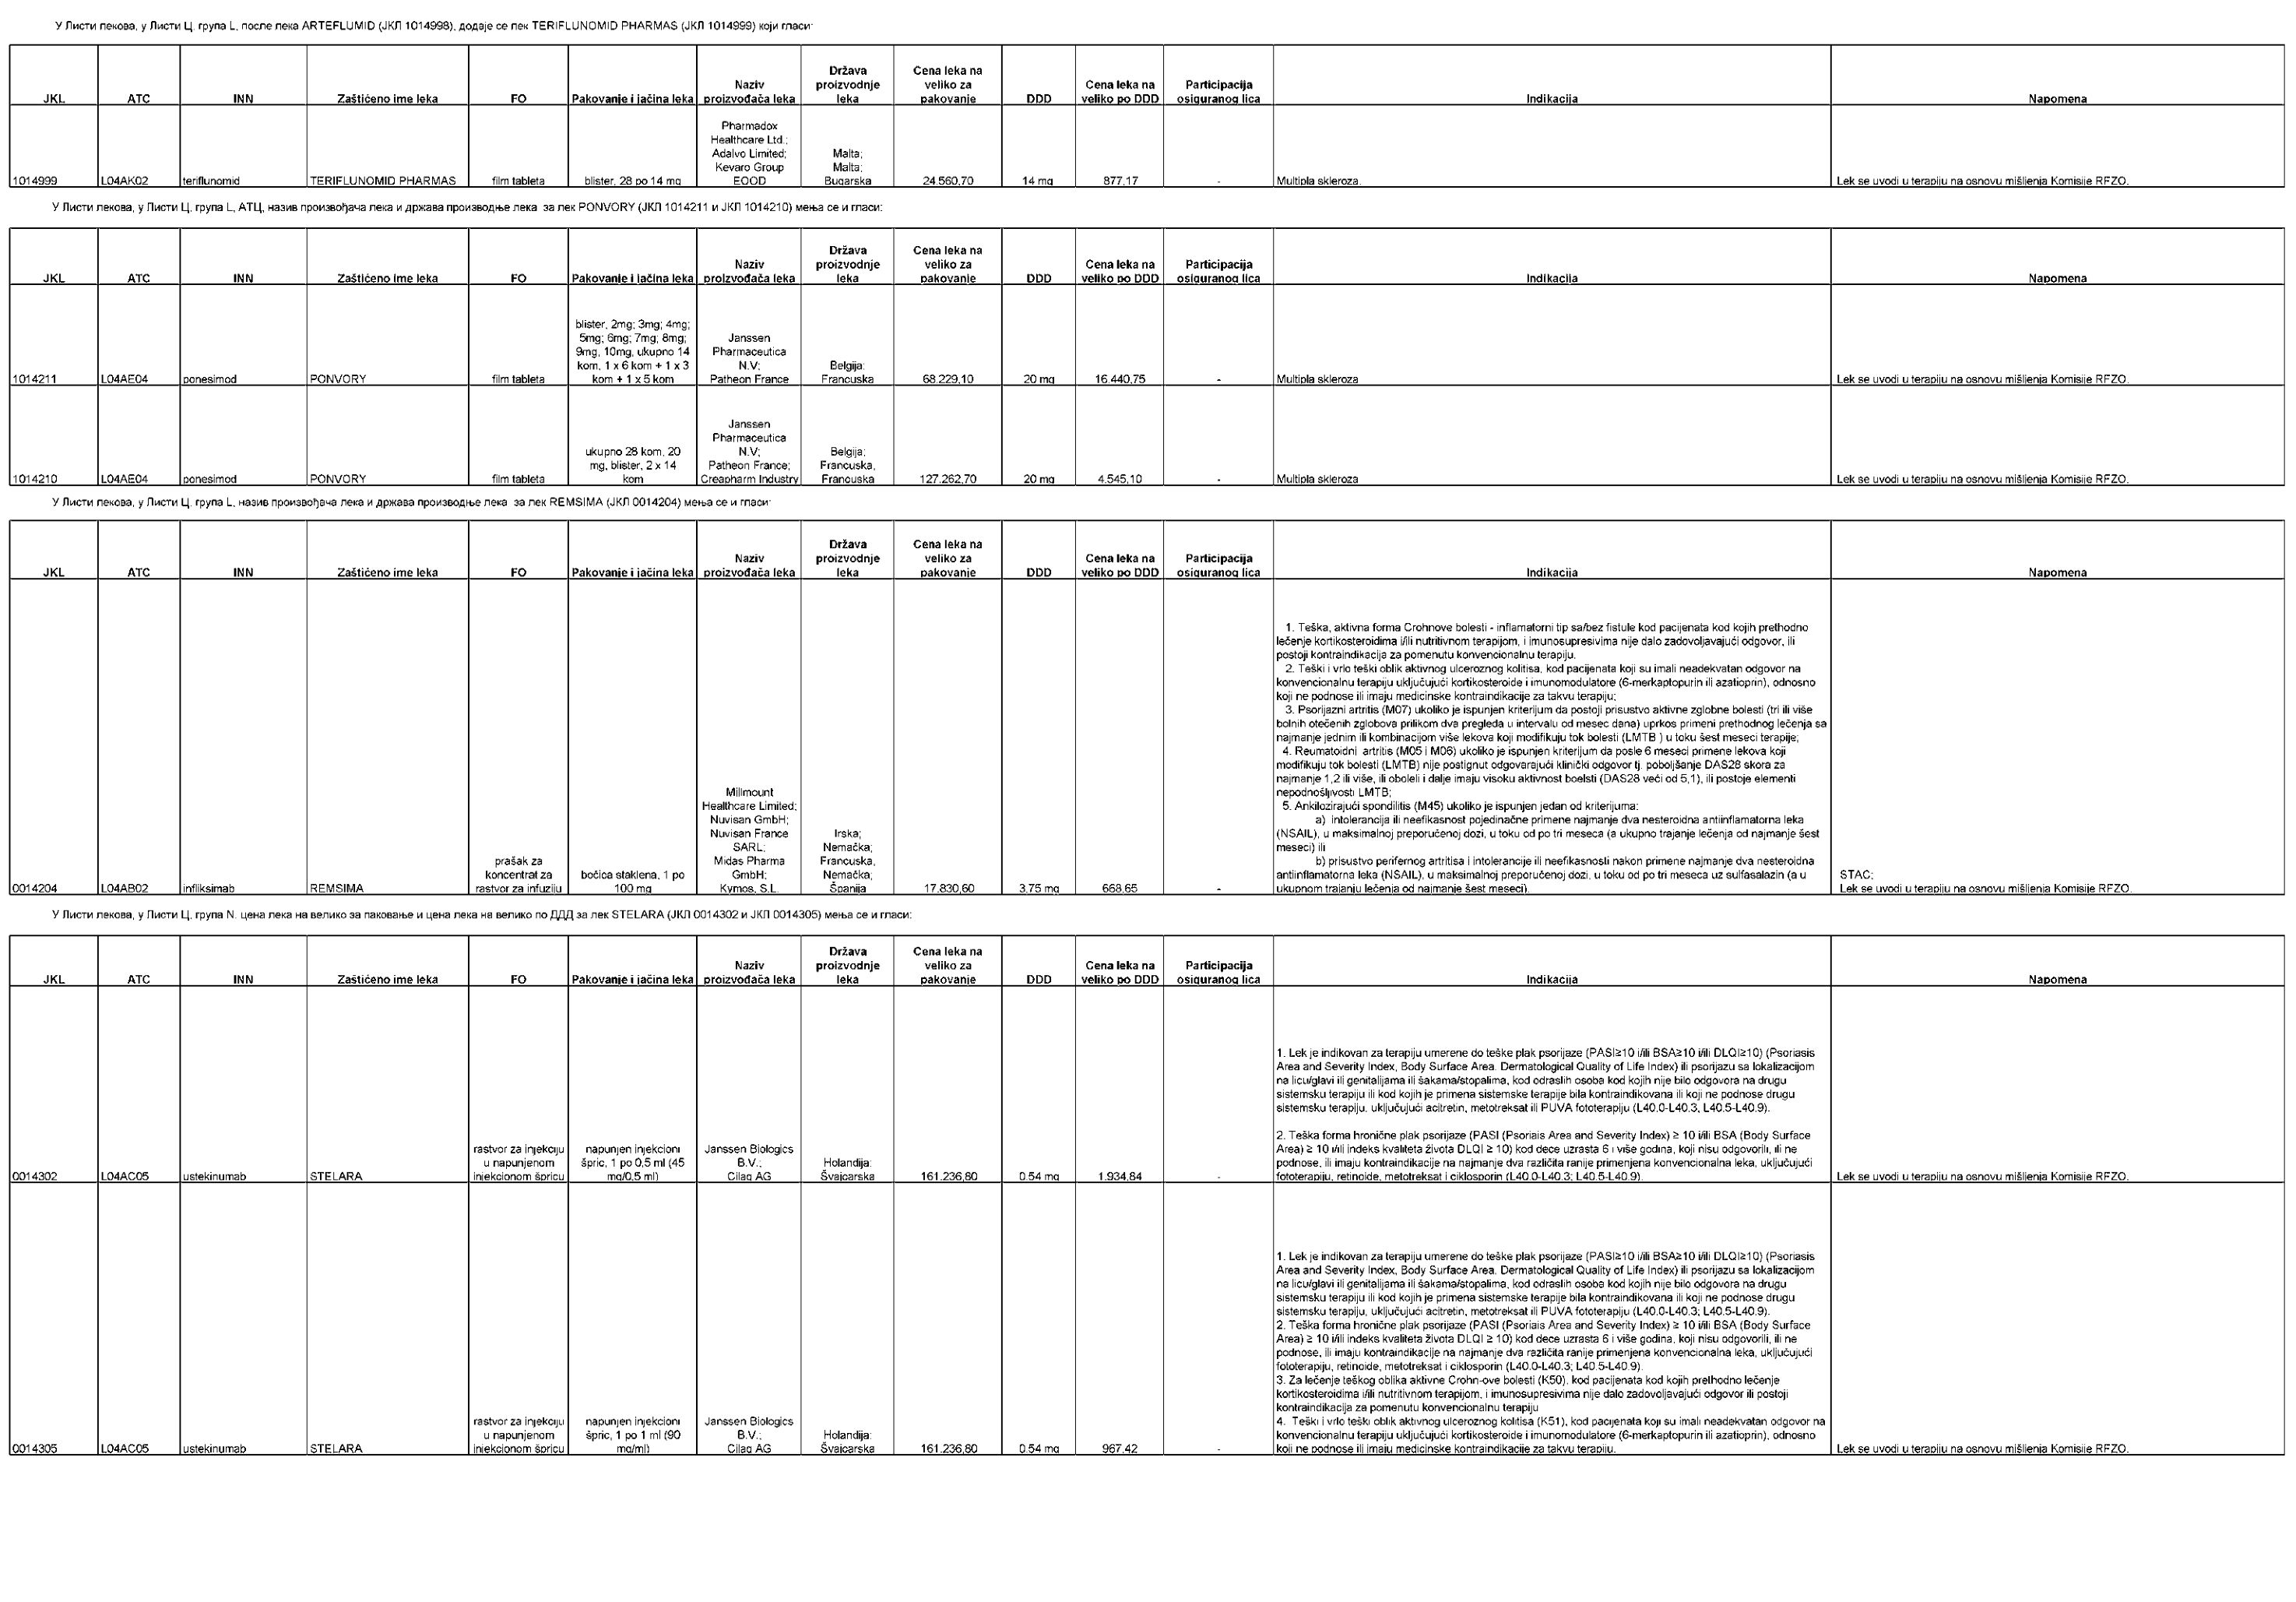 У Листи лекова, у Листи Ц, група L, после лека ARTEFLUMID (ЈКЛ 1014998), додаје се лек TERIFLUNOMID PHARMAS (ЈКЛ 1014999) који гласи:
JKL ATC INN Zaštićeno ime leka FO Pakovanje i jačina leka Naziv proizvođača leka Država proizvodnje leka Cena leka na veliko za pakovanje DDD Cena leka na veliko po DDD Participacija osiguranog lica Indikacija Napomena
1014999 L04AK02 teriflunomid TERIFLUNOMID PHARMAS film tableta blister, 28 po 14 mg Pharmadox Healthcare Ltd.; Adalvo Limited; Kevaro Group EOOD Malta; Malta; Bugarska 24.560,70 14 mg 877,17 - Multipla skleroza. Lek se uvodi u terapiju na osnovu mišljenja Komisije RFZO.
У Листи лекова, у Листи Ц, група L, АТЦ, назив произвођача лека и држава производње лека за лек PONVORY (ЈКЛ 1014211 и ЈКЛ 1014210) мења се и гласи:
JKL ATC INN Zaštićeno ime leka FO Pakovanje i jačina leka Naziv proizvođača leka Država proizvodnje leka Cena leka na veliko za pakovanje DDD Cena leka na veliko po DDD Participacija osiguranog lica Indikacija Napomena
1014211 L04AE04 ponesimod PONVORY film tableta blister, 2mg; 3mg; 4mg; 5mg; 6mg; 7mg; 8mg; 9mg, 10mg, ukupno 14 kom, 1 x 6 kom + 1 x 3 kom + 1 x 5 kom Janssen Pharmaceutica N.V; Patheon France Belgija; Francuska 68.229,10 20 mg 16.440,75 - Multipla skleroza Lek se uvodi u terapiju na osnovu mišljenja Komisije RFZO.
1014210 L04AE04 ponesimod PONVORY film tableta ukupno 28 kom, 20 mg, blister, 2 x 14 kom Janssen Pharmaceutica N.V; Patheon France; Creapharm Industry Belgija; Francuska, Francuska 127.262,70 20 mg 4.545,10 - Multipla skleroza Lek se uvodi u terapiju na osnovu mišljenja Komisije RFZO.
У Листи лекова, у Листи Ц, група L, назив произвођача лека и држава производње лека за лек REMSIMA (ЈКЛ 0014204) мења се и гласи:
JKL ATC INN Zaštićeno ime leka FO Pakovanje i jačina leka Naziv proizvođača leka Država proizvodnje leka Cena leka na veliko za pakovanje DDD Cena leka na veliko po DDD Participacija osiguranog lica Indikacija Napomena
0014204 L04AB02 infliksimab REMSIMA prašak za koncentrat za rastvor za infuziju bočica staklena, 1 po 100 mg Millmount Healthcare Limited; Nuvisan GmbH; Nuvisan France SARL; Midas Pharma GmbH; Kymos, S.L. Irska; Nemačka; Francuska, Nemačka; Španija 17.830,60 3,75 mg 668,65 -
1. Teška, aktivna forma Crohnove bolesti - inflamatorni tip sa/bez fistule kod pacijenata kod kojih prethodno
lečenje kortikosteroidima i/ili nutritivnom terapijom, i imunosupresivima nije dalo zadovoljavajući odgovor, ili
postoji kontraindikacija za pomenutu konvencionalnu terapiju.
2. Teški i vrlo teški oblik aktivnog ulceroznog kolitisa, kod pacijenata koji su imali neadekvatan odgovor na
konvencionalnu terapiju uključujući kortikosteroide i imunomodulatore (6-merkaptopurin ili azatioprin), odnosno
koji ne podnose ili imaju medicinske kontraindikacije za takvu terapiju;
3. Psorijazni artritis (M07) ukoliko je ispunjen kriterijum da postoji prisustvo aktivne zglobne bolesti (tri ili više
bolnih otečenih zglobova prilikom dva pregleda u intervalu od mesec dana) uprkos primeni prethodnog lečenja sa
najmanje jednim ili kombinacijom više lekova koji modifikuju tok bolesti (LMTB ) u toku šest meseci terapije;
4. Reumatoidni artritis (M05 i M06) ukoliko je ispunjen kriterijum da posle 6 meseci primene lekova koji
modifikuju tok bolesti (LMTB) nije postignut odgovarajući klinički odgovor tj. poboljšanje DAS28 skora za
najmanje 1,2 ili više, ili oboleli i dalje imaju visoku aktivnost boelsti (DAS28 veći od 5,1), ili postoje elementi
nepodnošljivosti LMTB;
5. Ankilozirajući spondilitis (M45) ukoliko je ispunjen jedan od kriterijuma:
a) intolerancija ili neefikasnost pojedinačne primene najmanje dva nesteroidna antiinflamatorna leka
(NSAIL), u maksimalnoj preporučenoj dozi, u toku od po tri meseca (a ukupno trajanje lečenja od najmanje šest
meseci) ili
b) prisustvo perifernog artritisa i intolerancije ili neefikasnosti nakon primene najmanje dva nesteroidna
antiinflamatorna leka (NSAIL), u maksimalnoj preporučenoj dozi, u toku od po tri meseca uz sulfasalazin (a u
ukupnom trajanju lečenja od najmanje šest meseci).
STAC;
Lek se uvodi u terapiju na osnovu mišljenja Komisije RFZO.
У Листи лекова, у Листи Ц, група N, цена лека на велико за паковање и цена лека на велико по ДДД за лек STELARA (ЈКЛ 0014302 и ЈКЛ 0014305) мења се и гласи:
JKL ATC INN Zaštićeno ime leka FO Pakovanje i jačina leka Naziv proizvođača leka Država proizvodnje leka Cena leka na veliko za pakovanje DDD Cena leka na veliko po DDD Participacija osiguranog lica Indikacija Napomena
0014302 L04AC05 ustekinumab STELARA rastvor za injekciju u napunjenom injekcionom špricu napunjen injekcioni špric, 1 po 0,5 ml (45 mg/0,5 ml) Janssen Biologics B.V.; Cilag AG Holandija; Švajcarska 161.236,80 0.54 mg 1.934,84 -
1. Lek je indikovan za terapiju umerene do teške plak psorijaze (PASI≥10 i/ili BSA≥10 i/ili DLQI≥10) (Psoriasis
Area and Severity Index, Body Surface Area, Dermatological Quality of Life Index) ili psorijazu sa lokalizacijom
na licu/glavi ili genitalijama ili šakama/stopalima, kod odraslih osoba kod kojih nije bilo odgovora na drugu
sistemsku terapiju ili kod kojih je primena sistemske terapije bila kontraindikovana ili koji ne podnose drugu
sistemsku terapiju, uključujući acitretin, metotreksat ili PUVA fototerapiju (L40.0-L40.3, L40.5-L40.9).
2. Teška forma hronične plak psorijaze (PASI (Psoriais Area and Severity Index) ≥ 10 i/ili BSA (Body Surface
Area) ≥ 10 i/ili indeks kvaliteta života DLQI ≥ 10) kod dece uzrasta 6 i više godina, koji nisu odgovorili, ili ne
podnose, ili imaju kontraindikacije na najmanje dva različita ranije primenjena konvencionalna leka, uključujući
fototerapiju, retinoide, metotreksat i ciklosporin (L40.0-L40.3; L40.5-L40.9).
Lek se uvodi u terapiju na osnovu mišljenja Komisije RFZO.
0014305 L04AC05 ustekinumab STELARA rastvor za injekciju u napunjenom injekcionom špricu napunjen injekcioni špric, 1 po 1 ml (90 mg/ml) Janssen Biologics B.V.; Cilag AG Holandija; Švajcarska 161.236,80 0.54 mg 967,42 -
1. Lek je indikovan za terapiju umerene do teške plak psorijaze (PASI≥10 i/ili BSA≥10 i/ili DLQI≥10) (Psoriasis
Area and Severity Index, Body Surface Area, Dermatological Quality of Life Index) ili psorijazu sa lokalizacijom
na licu/glavi ili genitalijama ili šakama/stopalima, kod odraslih osoba kod kojih nije bilo odgovora na drugu
sistemsku terapiju ili kod kojih je primena sistemske terapije bila kontraindikovana ili koji ne podnose drugu
sistemsku terapiju, uključujući acitretin, metotreksat ili PUVA fototerapiju (L40.0-L40.3; L40.5-L40.9).
2. Teška forma hronične plak psorijaze (PASI (Psoriais Area and Severity Index) ≥ 10 i/ili BSA (Body Surface
Area) ≥ 10 i/ili indeks kvaliteta života DLQI ≥ 10) kod dece uzrasta 6 i više godina, koji nisu odgovorili, ili ne
podnose, ili imaju kontraindikacije na najmanje dva različita ranije primenjena konvencionalna leka, uključujući
fototerapiju, retinoide, metotreksat i ciklosporin (L40.0-L40.3; L40.5-L40.9).
3. Za lečenje teškog oblika aktivne Crohn-ove bolesti (K50), kod pacijenata kod kojih prethodno lečenje
kortikosteroidima i/ili nutritivnom terapijom, i imunosupresivima nije dalo zadovoljavajući odgovor ili postoji
kontraindikacija za pomenutu konvencionalnu terapiju
4. Teški i vrlo teški oblik aktivnog ulceroznog kolitisa (K51), kod pacijenata koji su imali neadekvatan odgovor na
konvencionalnu terapiju uključujući kortikosteroide i imunomodulatore (6-merkaptopurin ili azatioprin), odnosno
koji ne podnose ili imaju medicinske kontraindikacije za takvu terapiju.
Lek se uvodi u terapiju na osnovu mišljenja Komisije RFZO.